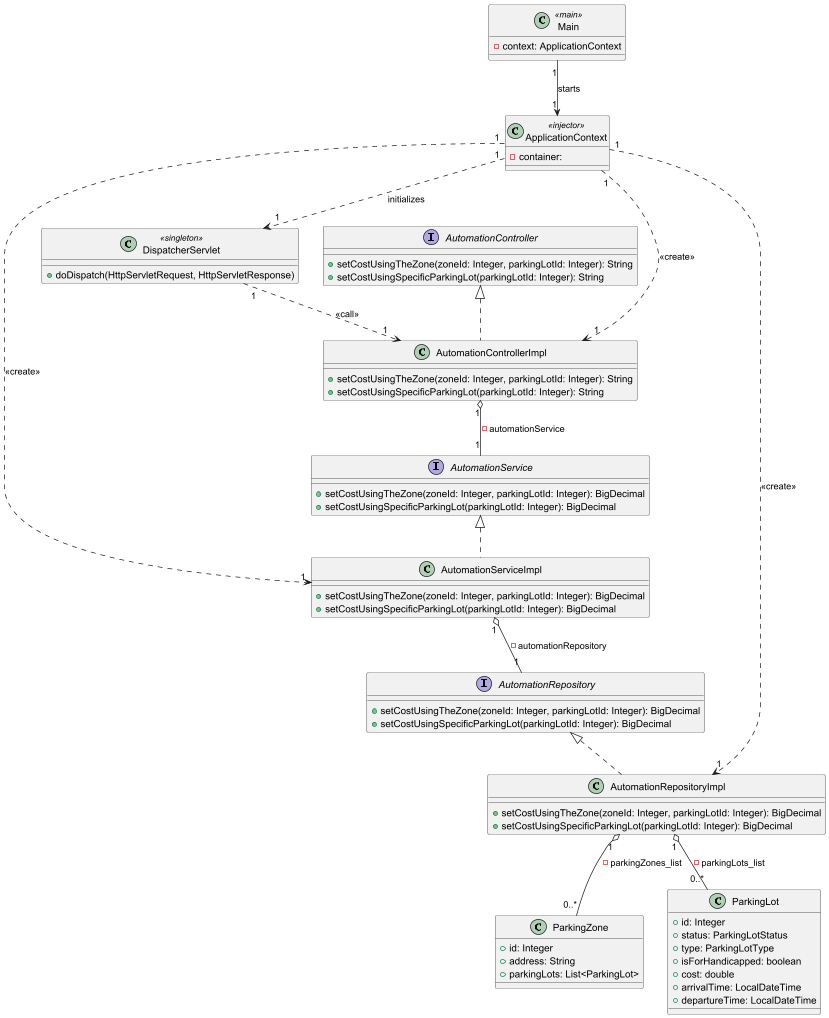 «main»
C Main
context: ApplicationContext
1
starts
1
«injector»
C ApplicationContext
container:
1
1
1
1
initializes
1
«create»
«singleton»
C DispatcherServlet
doDispatch(HttpServletRequest, HttpServletResponse)
1
«call»
1
I AutomationController
setCostUsingTheZone(zoneId: Integer, parkingLotId: Integer): String
setCostUsingSpecificParkingLot(parkingLotId: Integer): String
1
C AutomationControllerImpl
setCostUsingTheZone(zoneId: Integer, parkingLotId: Integer): String
setCostUsingSpecificParkingLot(parkingLotId: Integer): String
«create»
1
automationService
1
I AutomationService
setCostUsingTheZone(zoneId: Integer, parkingLotId: Integer): BigDecimal
setCostUsingSpecificParkingLot(parkingLotId: Integer): BigDecimal
«create»
1
C AutomationServiceImpl
setCostUsingTheZone(zoneId: Integer, parkingLotId: Integer): BigDecimal
setCostUsingSpecificParkingLot(parkingLotId: Integer): BigDecimal
1
automationRepository
1
I AutomationRepository
setCostUsingTheZone(zoneId: Integer, parkingLotId: Integer): BigDecimal
setCostUsingSpecificParkingLot(parkingLotId: Integer): BigDecimal
1
C AutomationRepositoryImpl
setCostUsingTheZone(zoneId: Integer, parkingLotId: Integer): BigDecimal
setCostUsingSpecificParkingLot(parkingLotId: Integer): BigDecimal
1
parkingZones_list
0..*
1
parkingLots_list
0..*
C ParkingZone
id: Integer
address: String
parkingLots: List<ParkingLot>
C ParkingLot
id: Integer
status: ParkingLotStatus
type: ParkingLotType
isForHandicapped: boolean
cost: double
arrivalTime: LocalDateTime
departureTime: LocalDateTime